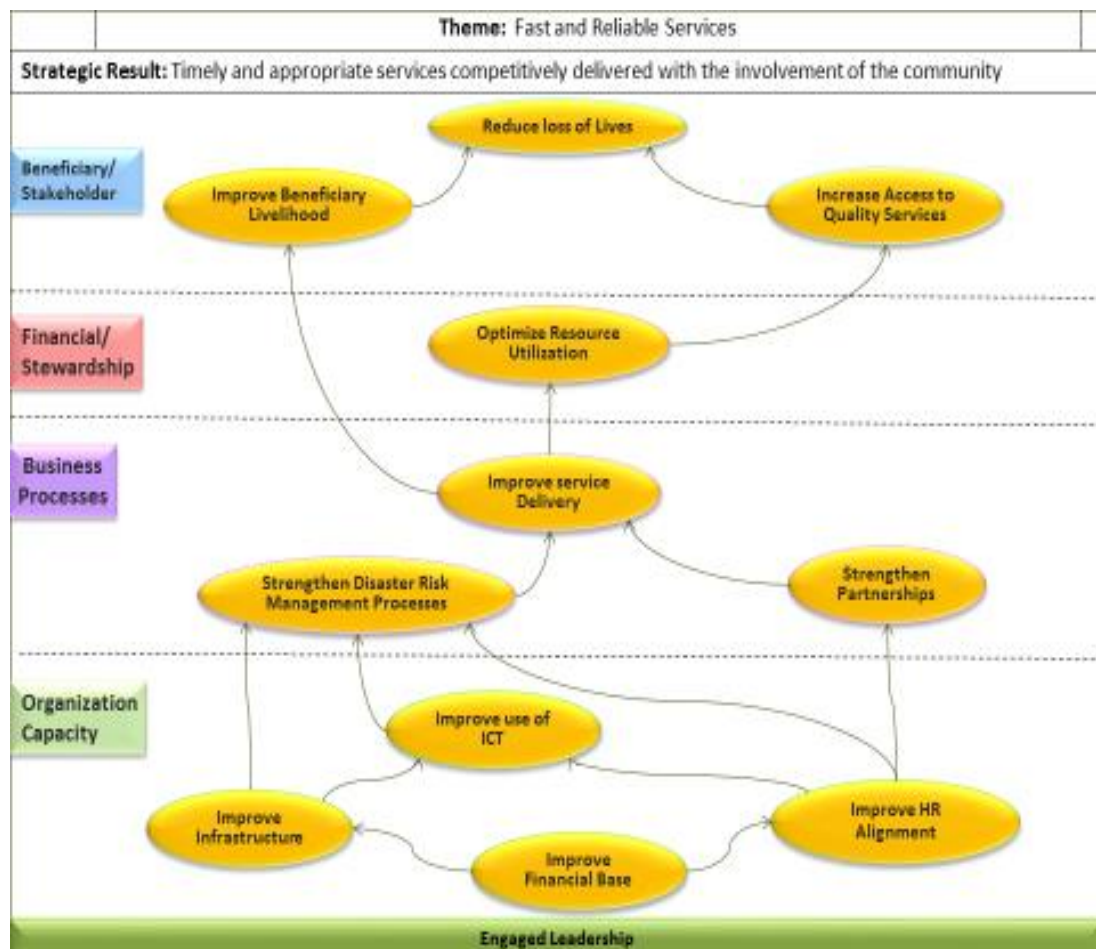 Theme: Fast and Reliable Services
Strategic Result: Timely and appropriate services competitively delivered with the involvement of the community
Reduce loss of Lives
Beneficiary/
Stakeholder
Improve Beneficiary
Livelihood
Increase Access to
Quality Services
Financial/
Stewardship
Optimize Resource
Utilization
Business
Processes
Improve service
Delivery
Strengthen Disaster Risk
Management Processes
Strengthen
Partnerships
Organization
Capacity
Improve use of
ICT
Improve
Infrastructure
Improve HR
Alignment
Improve
Financial Base
Engaged Leadership